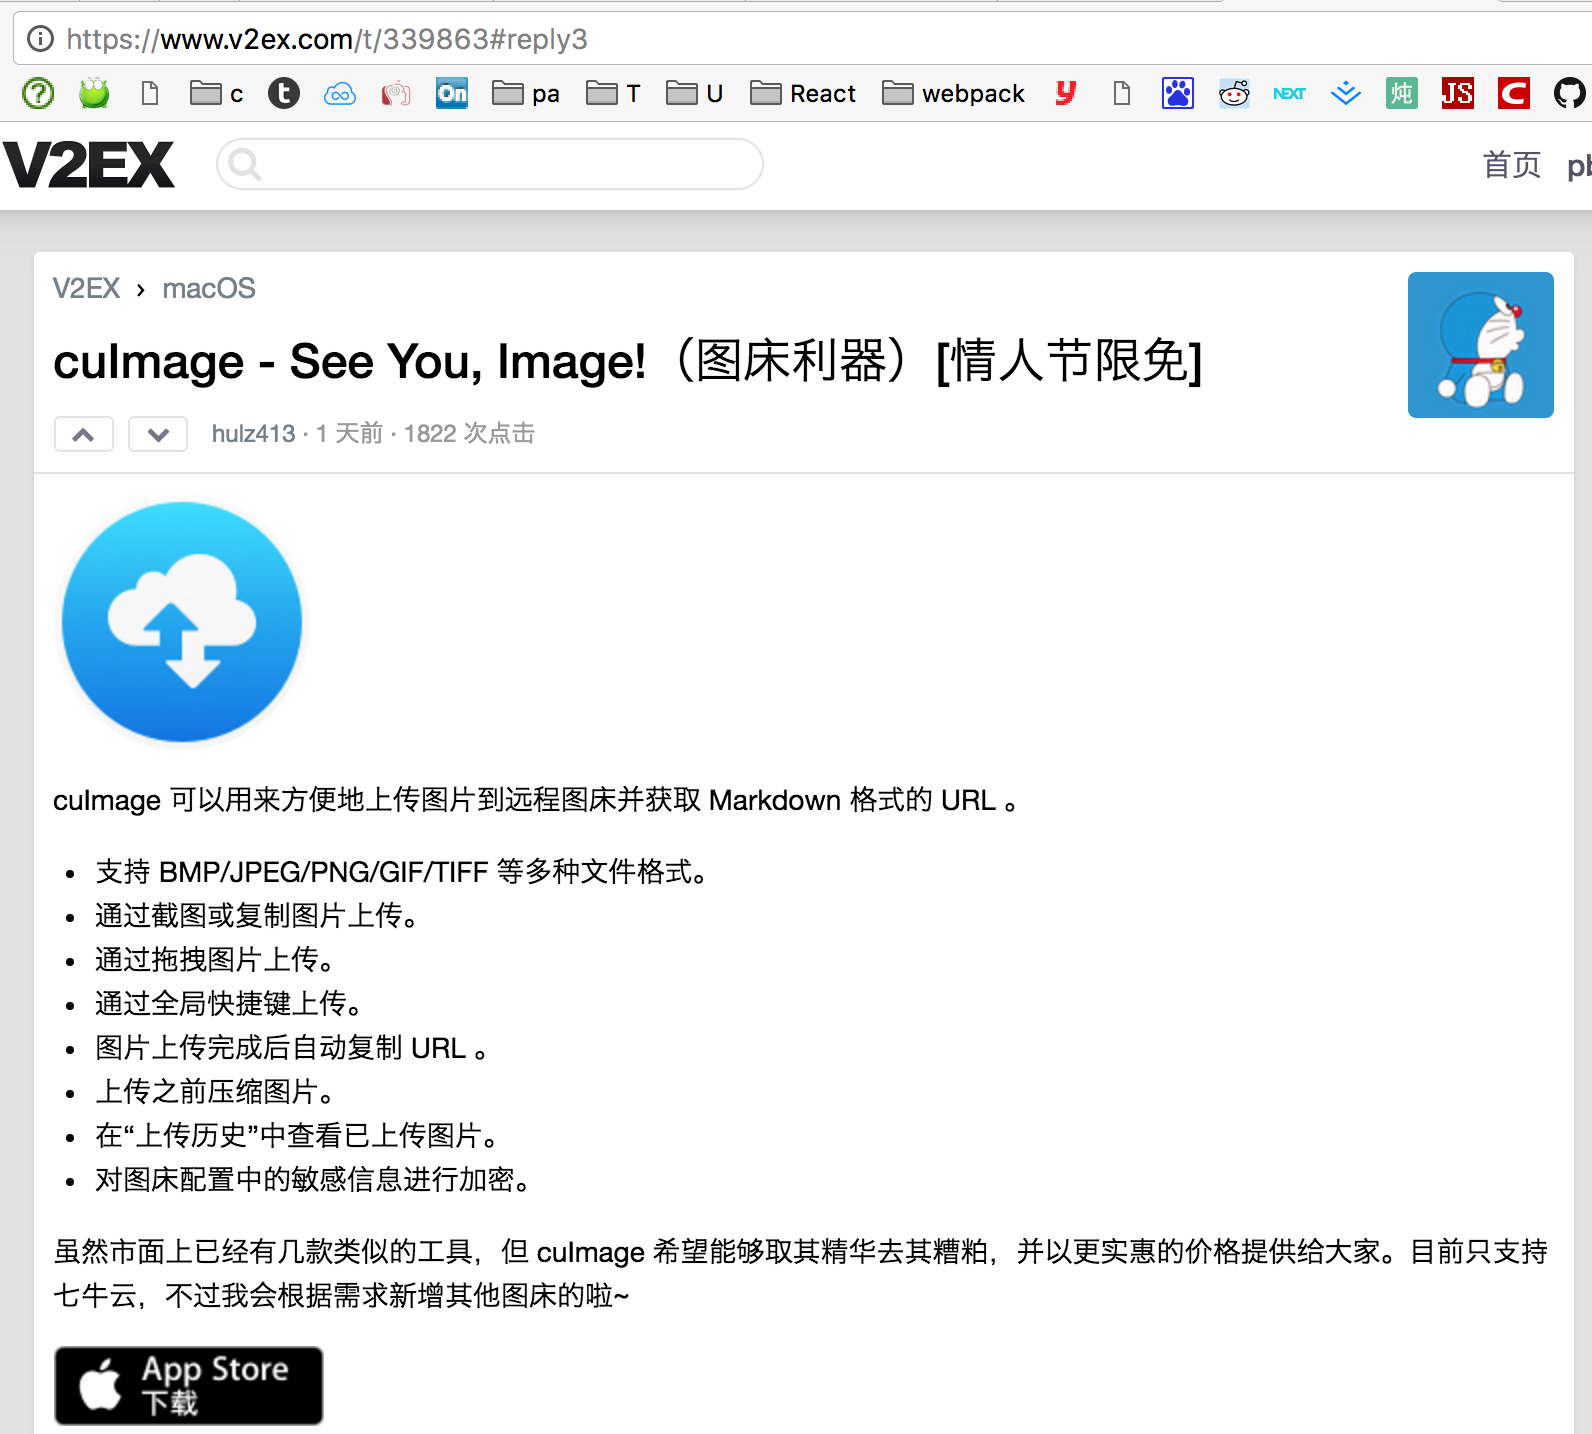 https://www.v2ex.com/t/339863#reply3
c t On pa T U React webpack y NEXT 炖 JS C
V2EX 首页
V2EX › macOS
cuImage - See You, Image!（图床利器）[情人节限免]
hulz413 · 1 天前 · 1822 次点击
cuImage 可以用来方便地上传图片到远程图床并获取 Markdown 格式的 URL 。
• 支持 BMP/JPEG/PNG/GIF/TIFF 等多种文件格式。
• 通过截图或复制图片上传。
• 通过拖拽图片上传。
• 通过全局快捷键上传。
• 图片上传完成后自动复制 URL 。
• 上传之前压缩图片。
• 在“上传历史”中查看已上传图片。
• 对图床配置中的敏感信息进行加密。
虽然市面上已经有几款类似的工具，但 cuImage 希望能够取其精华去其糟粕，并以更实惠的价格提供给大家。目前只支持
七牛云，不过我会根据需求新增其他图床的啦~
App Store
下载